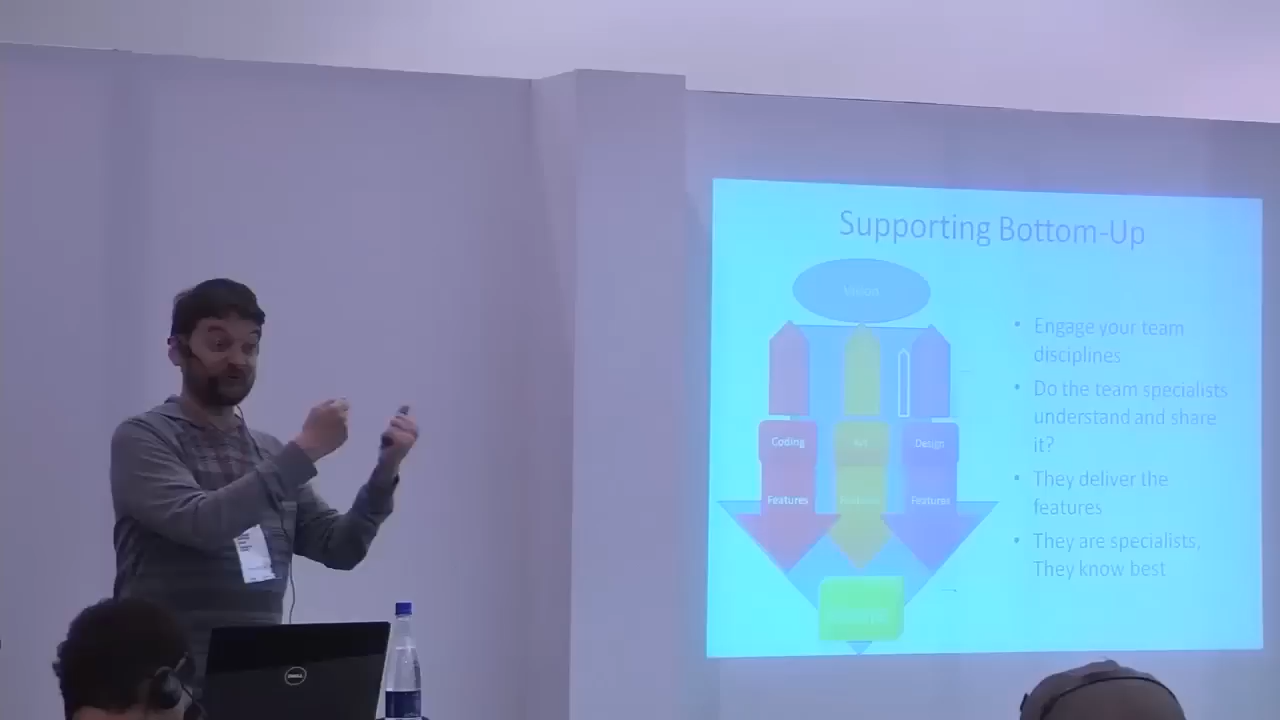 Supporting Bottom-Up
Vision
Coding
Art
Design
Features
Features
Features
• Engage your team
disciplines
• Do the team specialists
understand and share
it?
• They deliver the
features
• They are specialists,
They know best
DELL